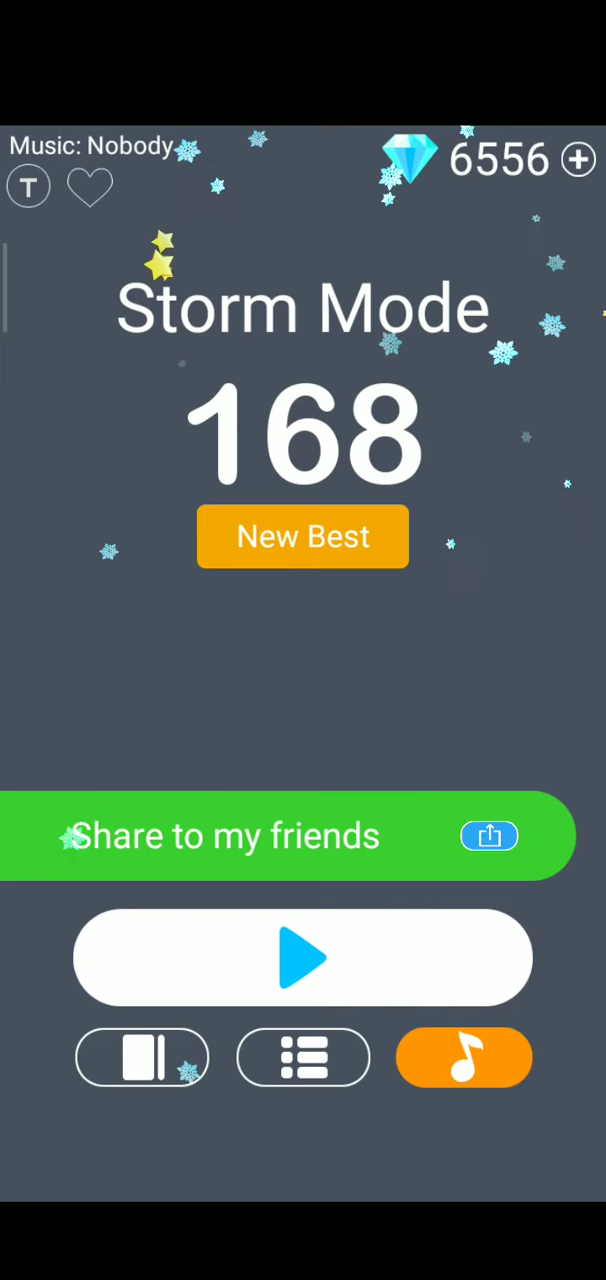 Music: Nobody
6556
T
Storm Mode
168
New Best
Share to my friends